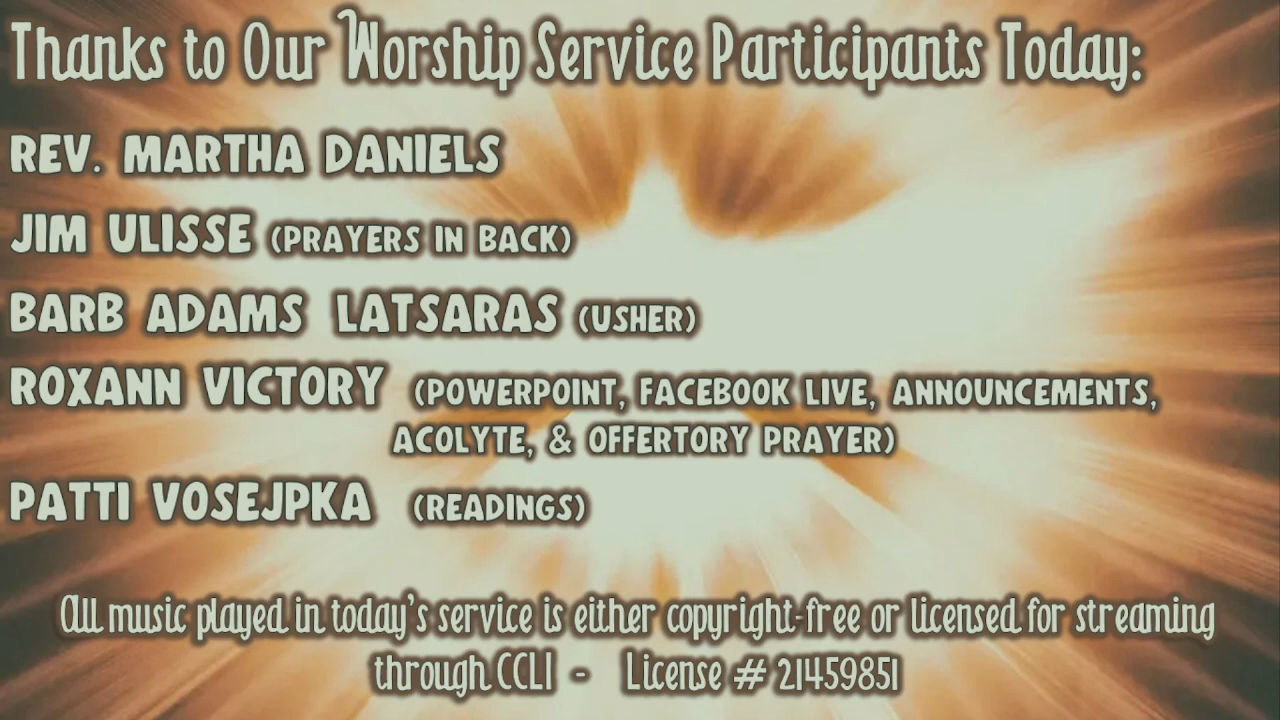 Thanks to Our Worship Service Participants Today:
REV. MARTHA DANIELS
JIM ULISSE (PRAYERS IN BACK)
BARB ADAMS LATSARAS (USHER)
ROXANN VICTORY (POWERPOINT, FACEBOOK LIVE, ANNOUNCEMENTS,
ACOLYTE, & OFFERTORY PRAYER)
PATTI VOSEJPKA (READINGS)
All music played in today's service is either copyright-free or licensed for streaming
through CCLI - License # 21459851